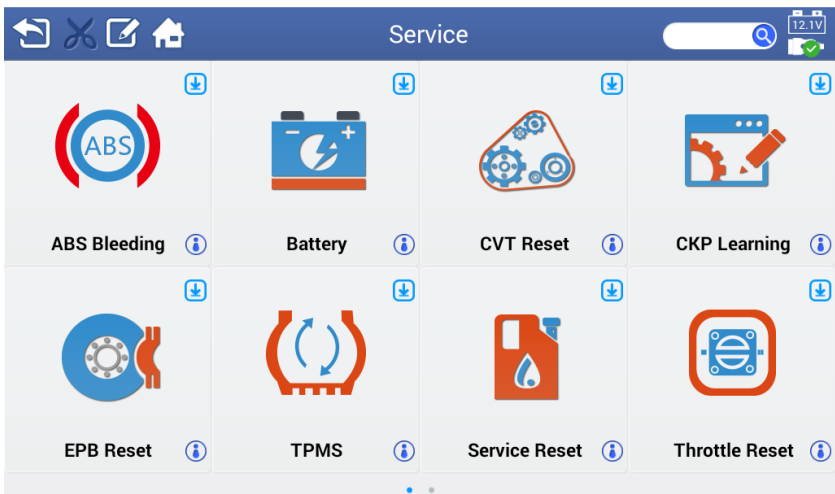 Service
12.1V
ABS
ABS Bleeding
Battery
CVT Reset
CKP Learning
EPB Reset
TPMS
Service Reset
Throttle Reset